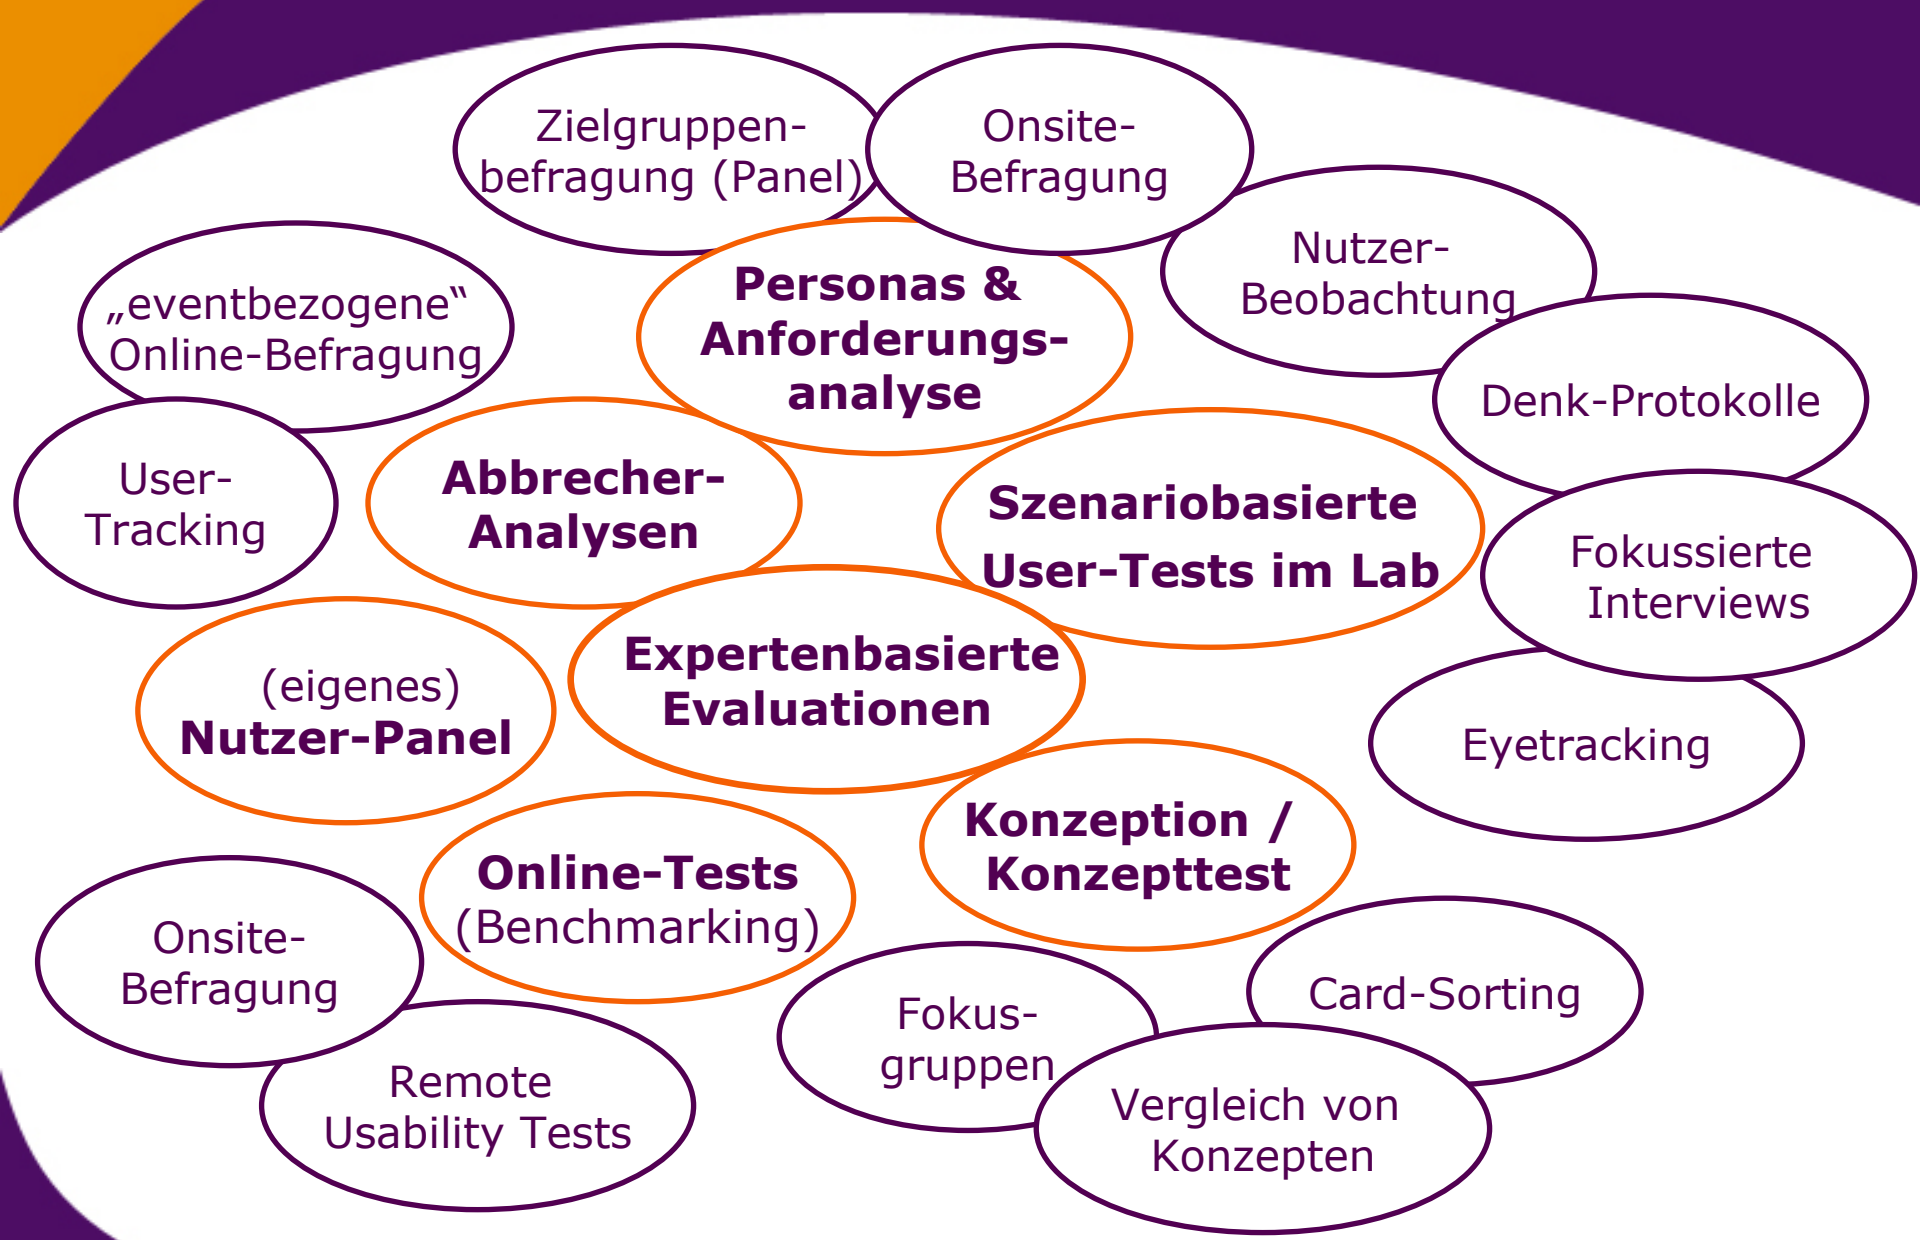 Zielgruppen-
befragung (Panel)
Onsite-
Befragung
Nutzer-
Beobachtung
„eventbezogene“
Online-Befragung
Personas &
Anforderungs-
analyse
Denk-Protokolle
User-
Tracking
Abbrecher-
Analysen
Szenariobasierte
User-Tests im Lab
Fokussierte
Interviews
(eigenes)
Nutzer-Panel
Expertenbasierte
Evaluationen
Eyetracking
Online-Tests
(Benchmarking)
Konzeption /
Konzepttest
Onsite-
Befragung
Remote
Usability Tests
Fokus-
gruppen
Card-Sorting
Vergleich von
Konzepten